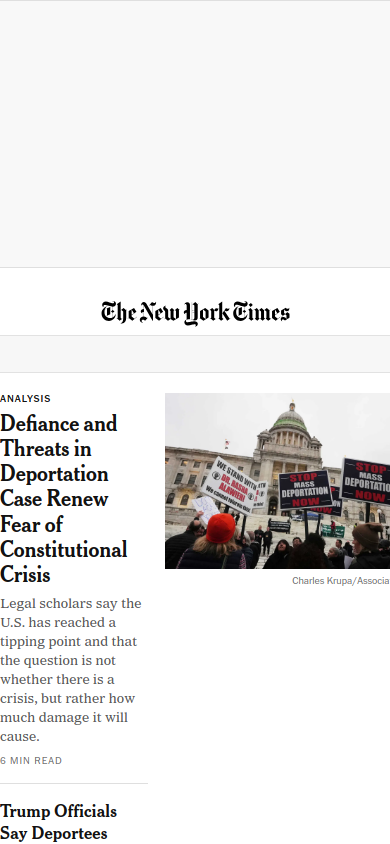 The New York Times
ANALYSIS
Defiance and
Threats in
Deportation
Case Renew
Fear of
Constitutional
Crisis
Legal scholars say the
U.S. has reached a
tipping point and that
the question is not
whether there is a
crisis, but rather how
much damage it will
cause.
6 MIN READ
WE STAND WITH
DR. RASHA
ALAWIEH!
STOP
MASS
DEPORTATION
NOW
STOP
MASS
DEPORTATIO
NOW
Charles Krupa/Associa
Trump Officials
Say Deportees